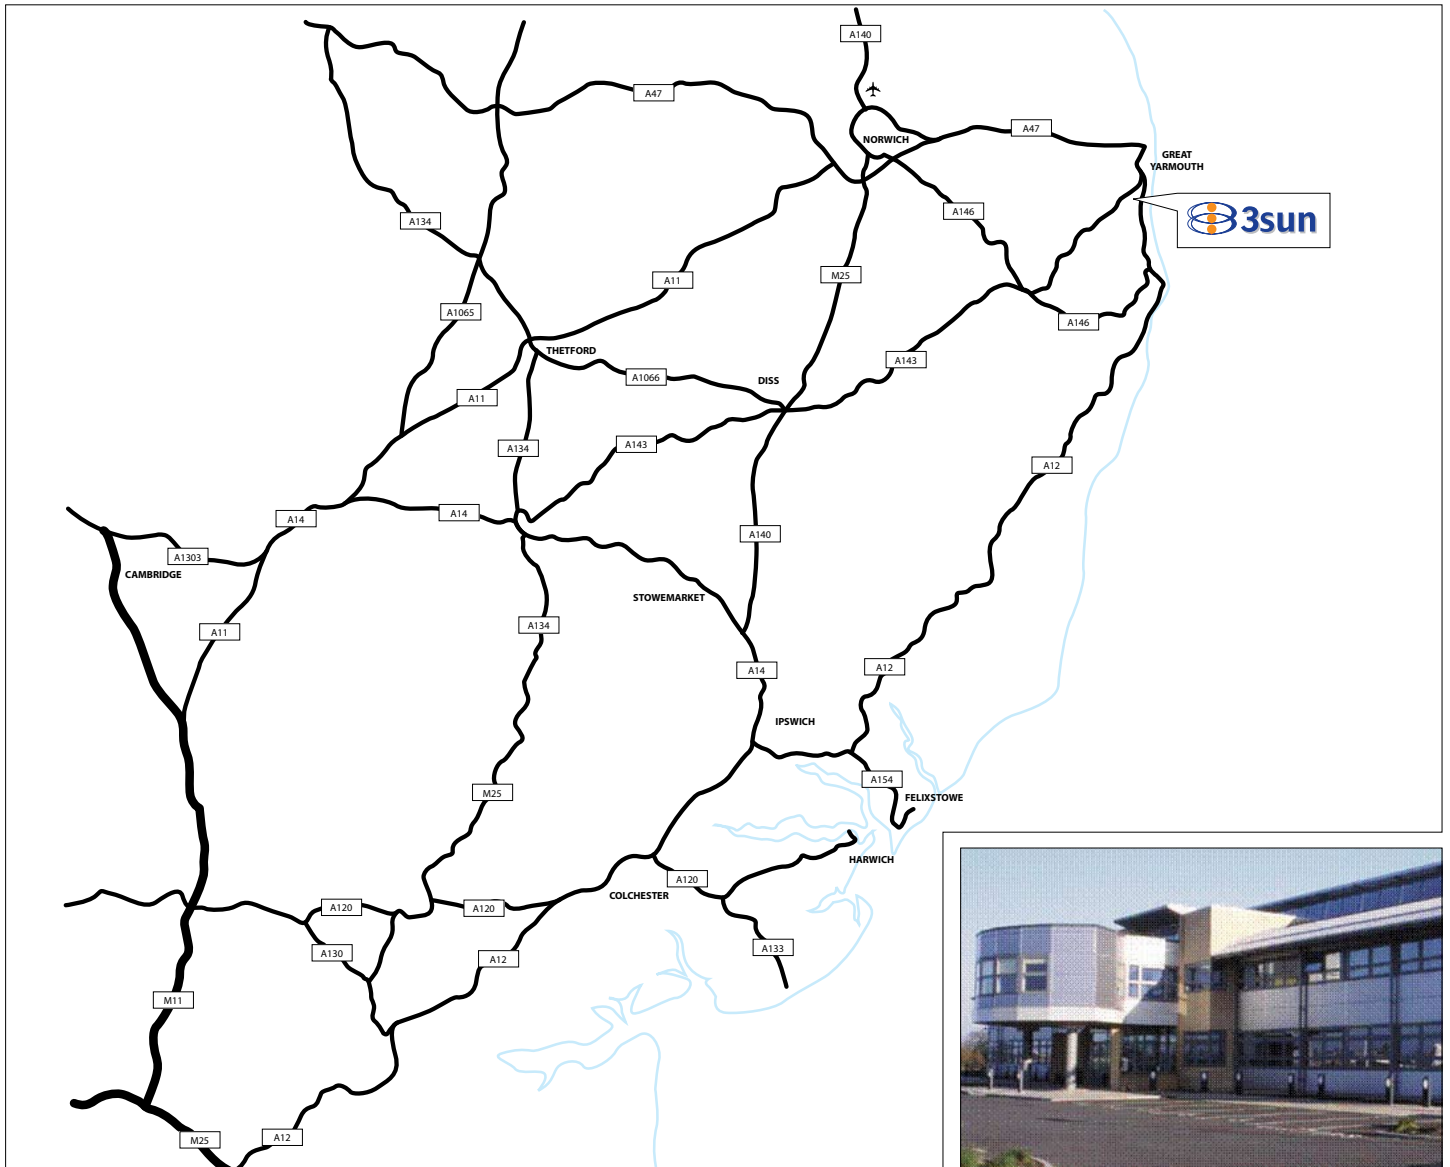 A140
A47
NORWICH
A47
GREAT
YARMOUTH
A134
A146
3sun
M25
A11
A1065
A146
THETFORD
A143
A1066
DISS
A11
A134
A143
A12
A14
A14
A140
A1303
CAMBRIDGE
STOWEMARKET
A11
A134
A14
A12
IPSWICH
A154
M25
FELIXSTOWE
HARWICH
A120
COLCHESTER
A120
A120
A130
A12
A133
M11
M25
A12